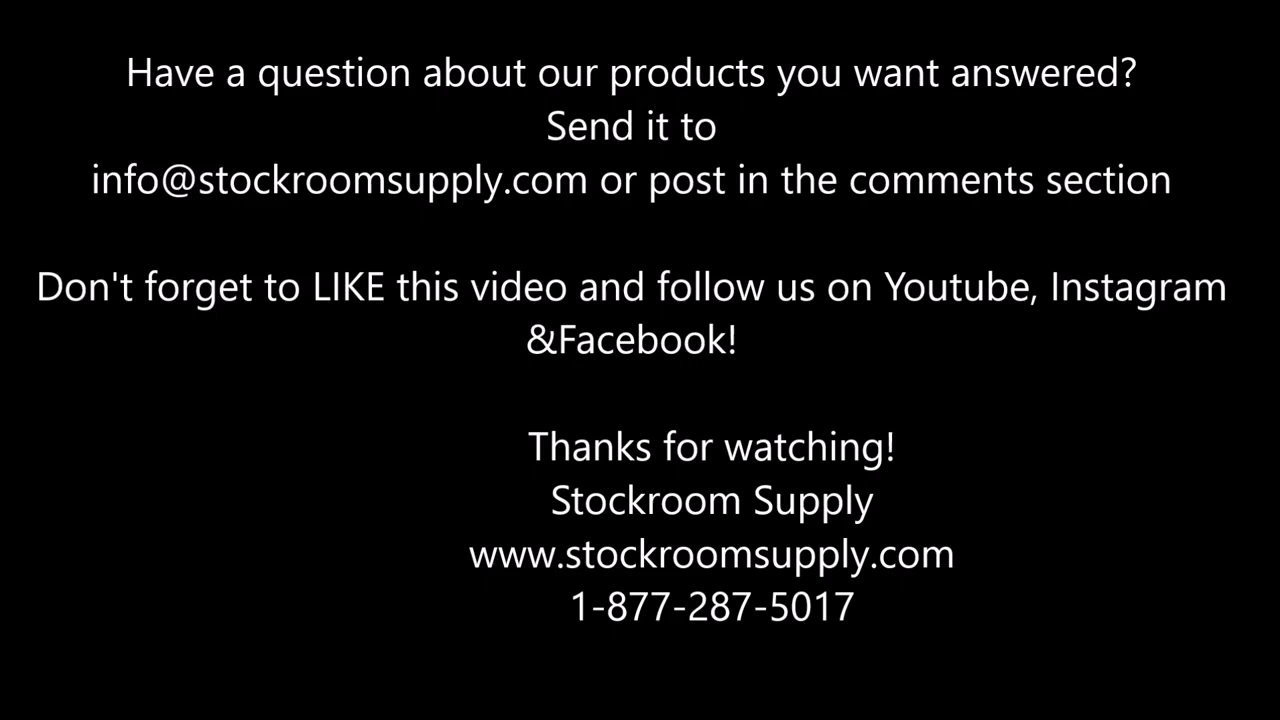 Have a question about our products you want answered?
Send it to
info@stockroomsupply.com or post in the comments section
Don't forget to LIKE this video and follow us on Youtube, Instagram
&Facebook!
Thanks for watching!
Stockroom Supply
www.stockroomsupply.com
1-877-287-5017